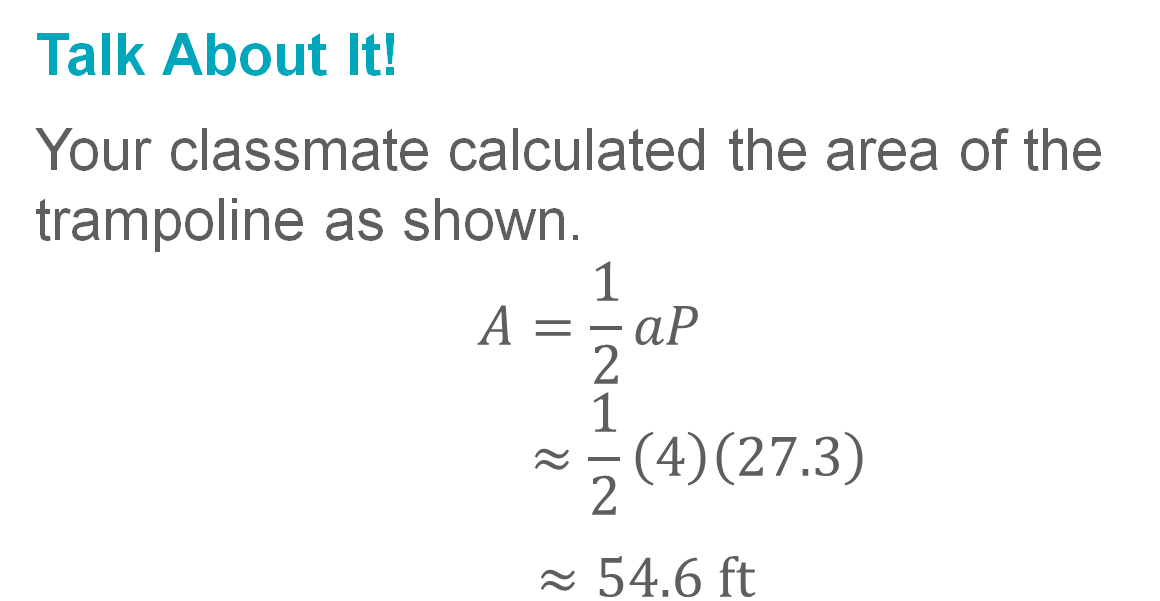 Talk About It!
Your classmate calculated the area of the
trampoline as shown.
A = 1/2 aP
≈ 1/2 (4)(27.3)
≈ 54.6 ft